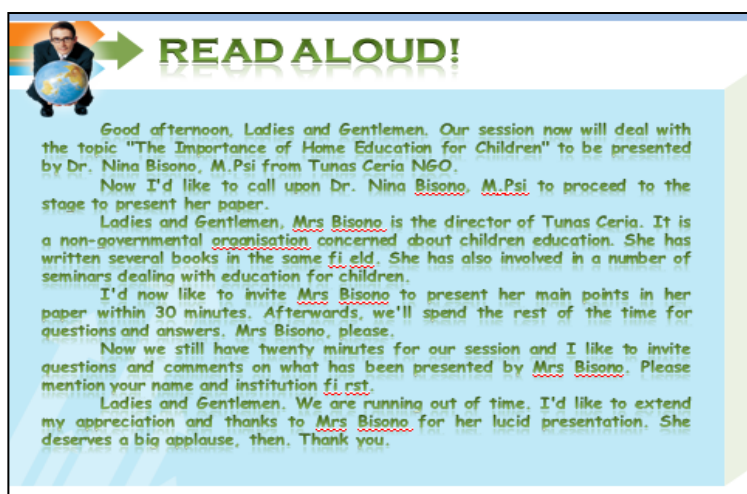 READ ALOUD!
Good afternoon, Ladies and Gentlemen. Our session now will deal with
the topic "The Importance of Home Education for Children" to be presented
by Dr. Nina Bisono, M.Psi from Tunas Ceria NGO.
Now I'd like to call upon Dr. Nina Bisono, M.Psi to proceed to the
stage to present her paper.
Ladies and Gentlemen, Mrs Bisono is the director of Tunas Ceria. It is
a non-governmental organisation concerned about children education. She has
written several books in the same fi eld. She has also involved in a number of
seminars dealing with education for children.
I'd now like to invite Mrs Bisono to present her main points in her
paper within 30 minutes. Afterwards, we'll spend the rest of the time for
questions and answers. Mrs Bisono, please.
Now we still have twenty minutes for our session and I like to invite
questions and comments on what has been presented by Mrs Bisono. Please
mention your name and institution fi rst.
Ladies and Gentlemen. We are running out of time. I'd like to extend
my appreciation and thanks to Mrs Bisono for her lucid presentation. She
deserves a big applause, then. Thank you.